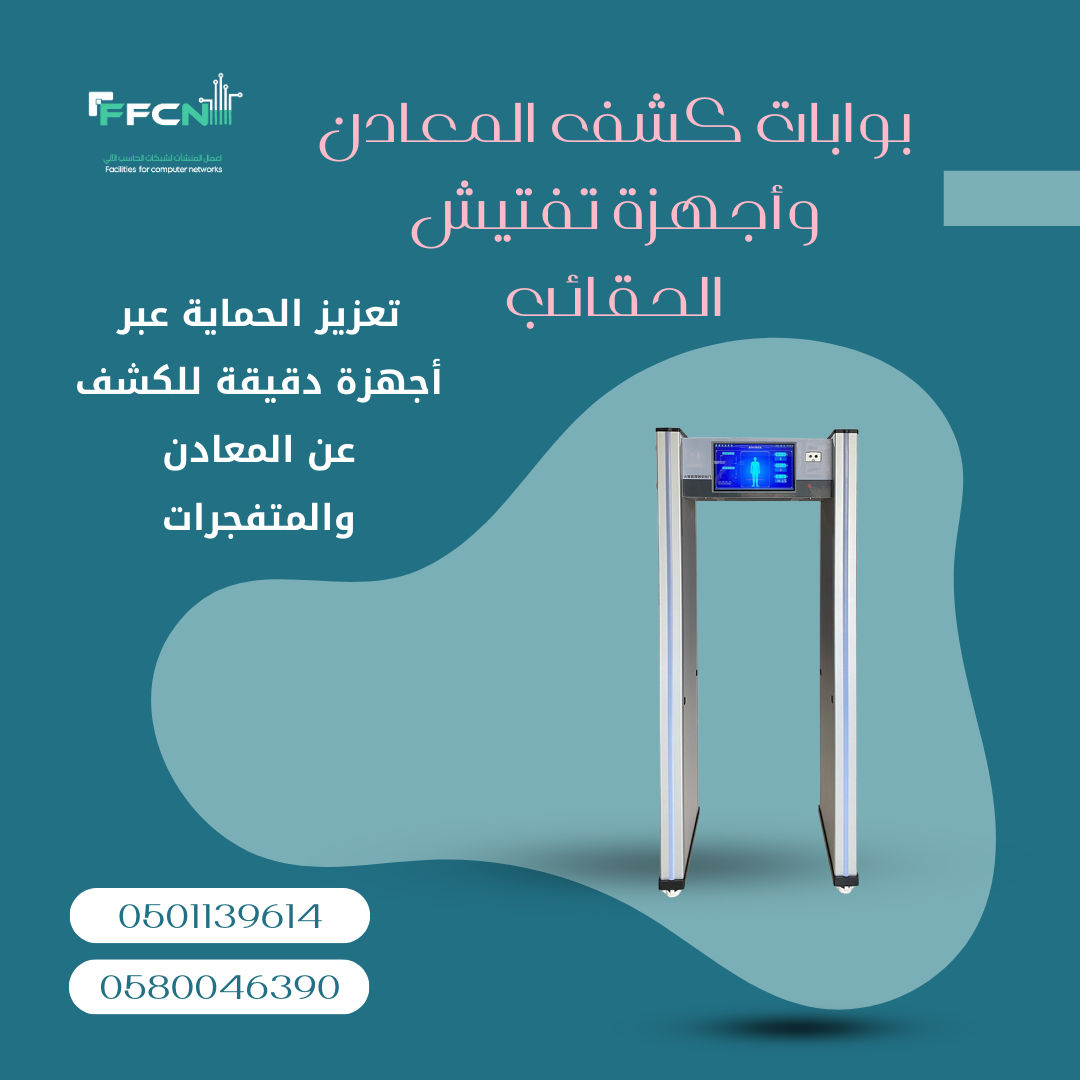 FFCN
أعمال المنشآت لشبكات الحاسب الآلي
Facilities for computer networks
بوابات كشف المعادن
وأجهزة تفتيش
الحقائب
تعزيز الحماية عبر
أجهزة دقيقة للكشف
عن المعادن
والمتفجرات
0501139614
0580046390